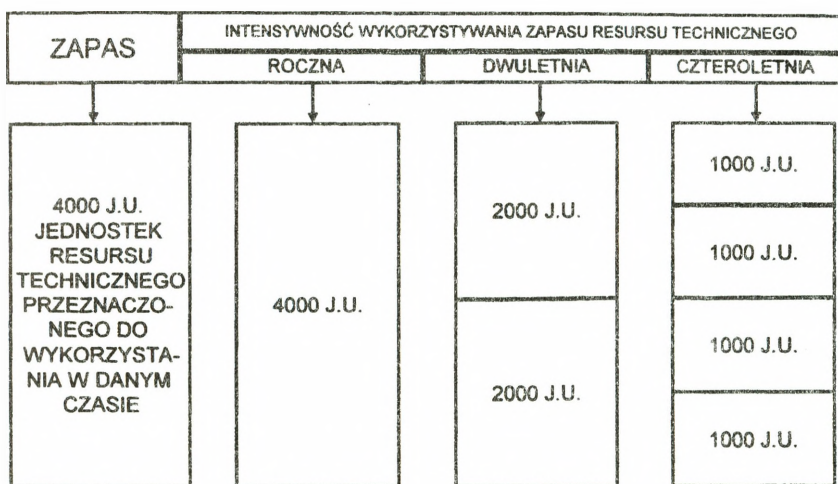 ZAPAS
INTENSYWNOŚĆ WYKORZYSTYWANIA ZAPASU RESURSU TECHNICZNEGO
ROCZNA
DWULETNIA
CZTEROLETNIA
4000 J.U.
JEDNOSTEK
RESURSU
TECHNICZNEGO
PRZEZNACZO-
NEGO DO
WYKORZYSTA-
NIA W DANYM
CZASIE
4000 J.U.
2000 J.U.
2000 J.U.
1000 J.U.
1000 J.U.
1000 J.U.
1000 J.U.